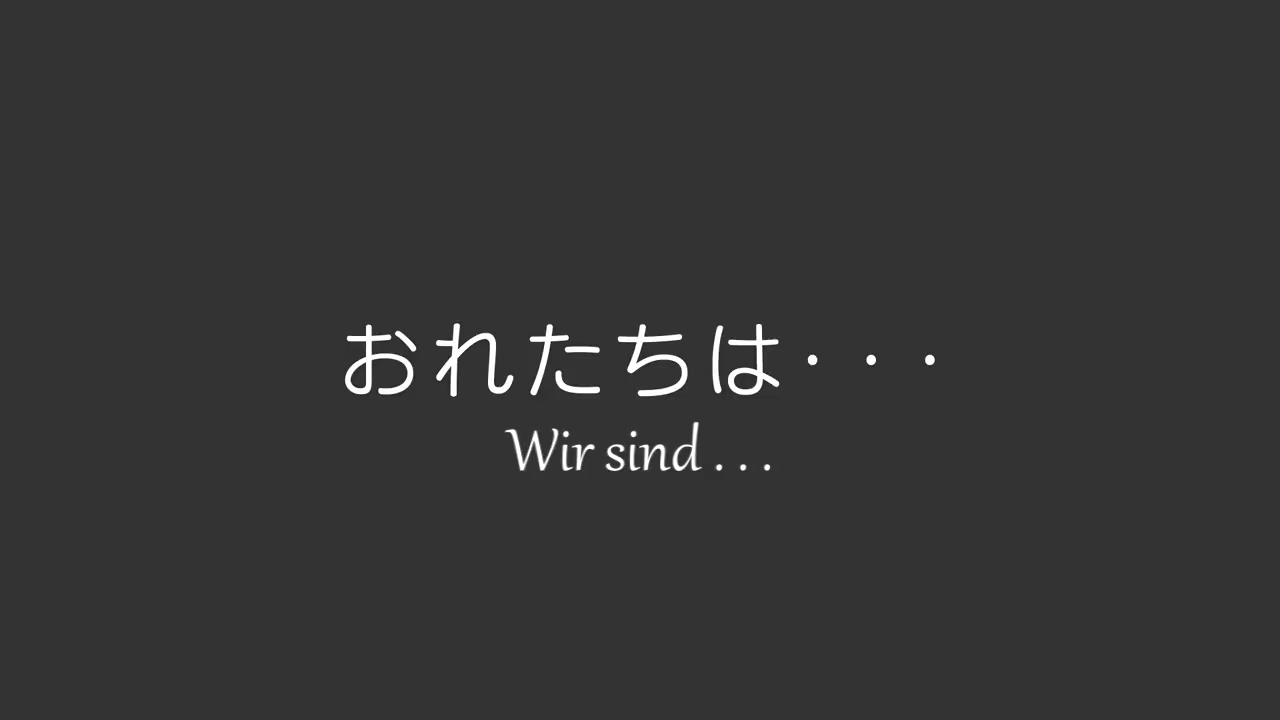 おれたちは・・・
Wir sind . . .